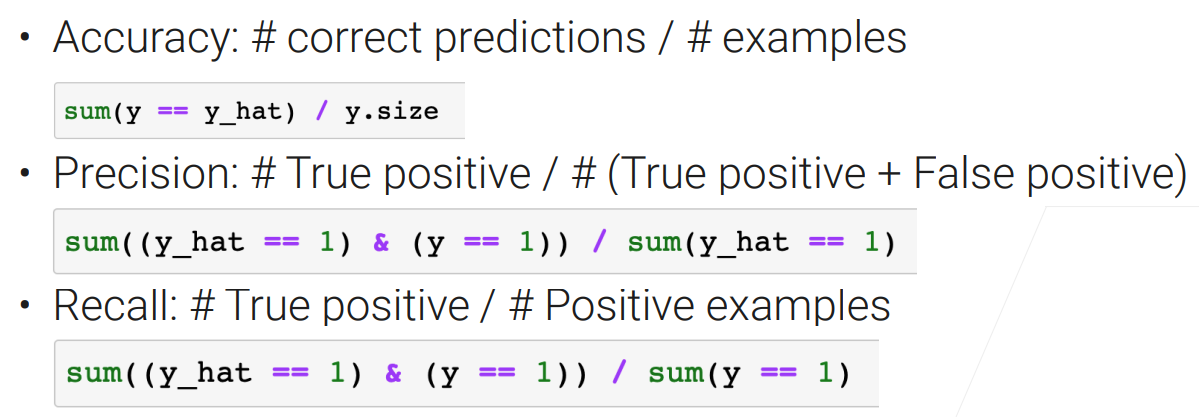 • Accuracy: # correct predictions / # examples
sum(y == y_hat) / y.size
• Precision: # True positive / # (True positive + False positive)
sum((y_hat == 1) & (y == 1)) / sum(y_hat == 1)
• Recall: # True positive / # Positive examples
sum((y_hat == 1) & (y == 1)) / sum(y == 1)